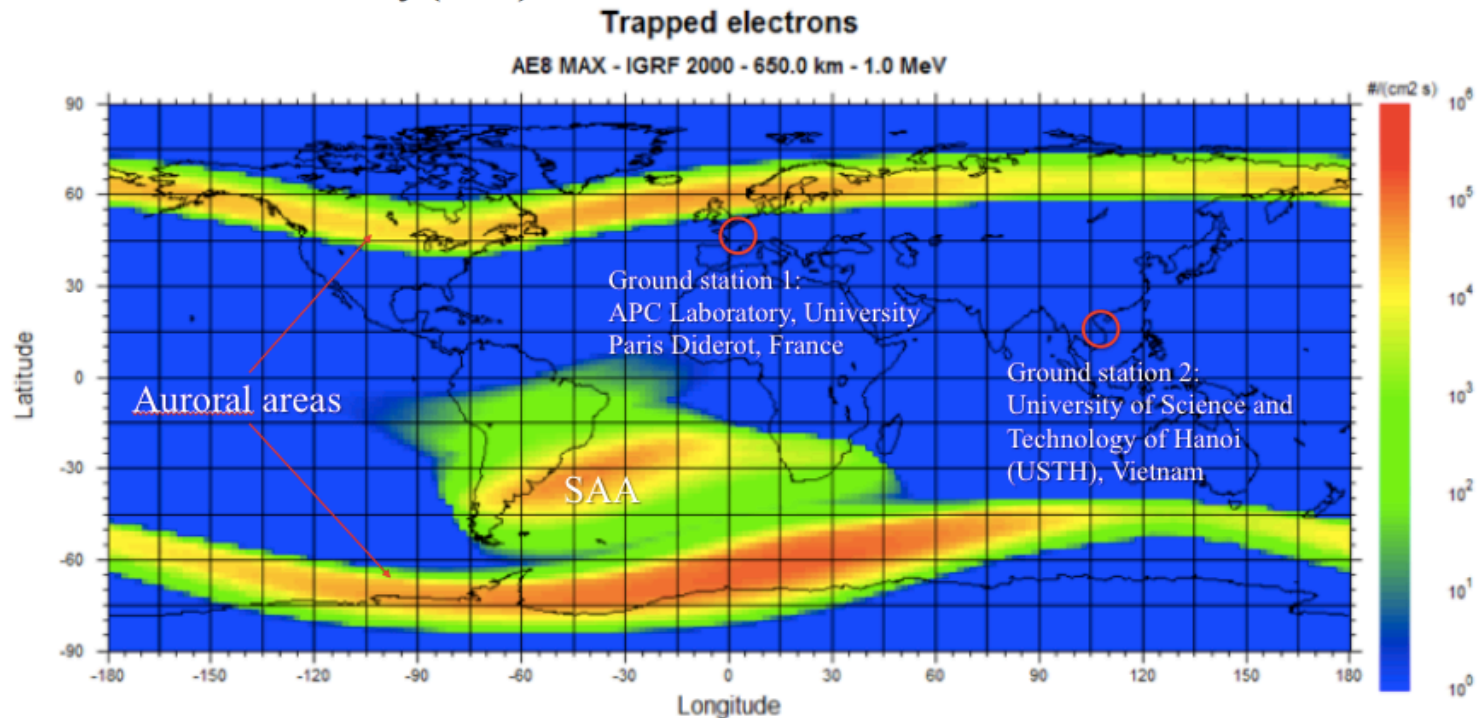 Trapped electrons
AE8 MAX - IGRF 2000 - 650.0 km - 1.0 MeV
#/(cm2 s)
90
60
30
0
-30
-60
-90
Latitude
Auroral areas
Ground station 1:
APC Laboratory, University
Paris Diderot, France
Ground station 2:
University of Science and
Technology of Hanoi
(USTH), Vietnam
SAA
10^6
10^5
10^4
10^3
10^2
10^1
10^0
-180 -150 -120 -90 -60 -30 0 30 60 90 120 150 180
Longitude